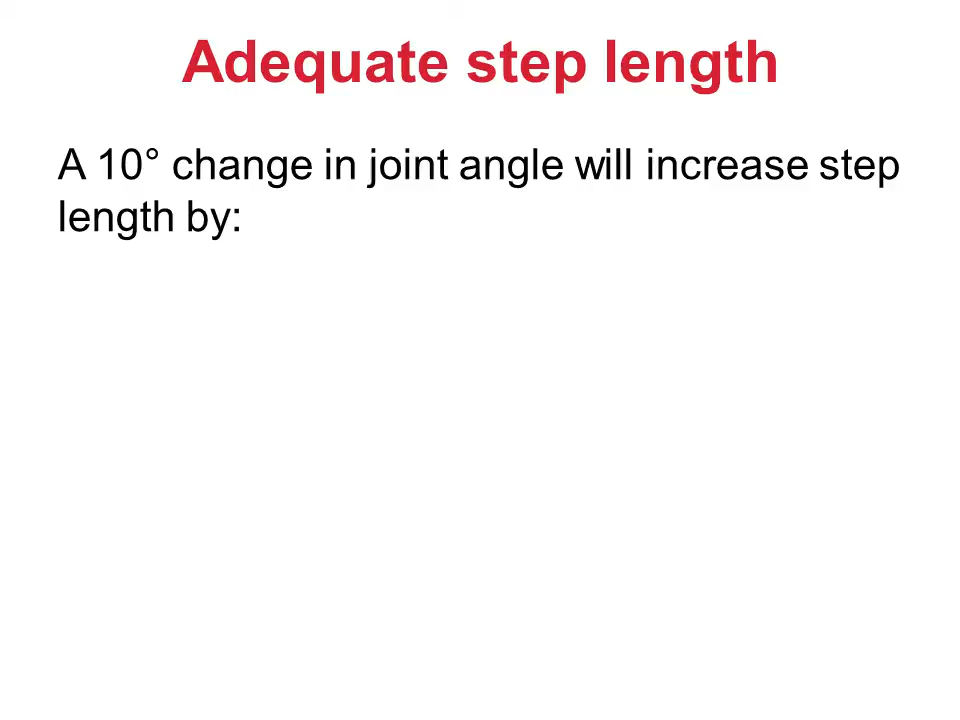 Adequate step length
A 10° change in joint angle will increase step
length by: